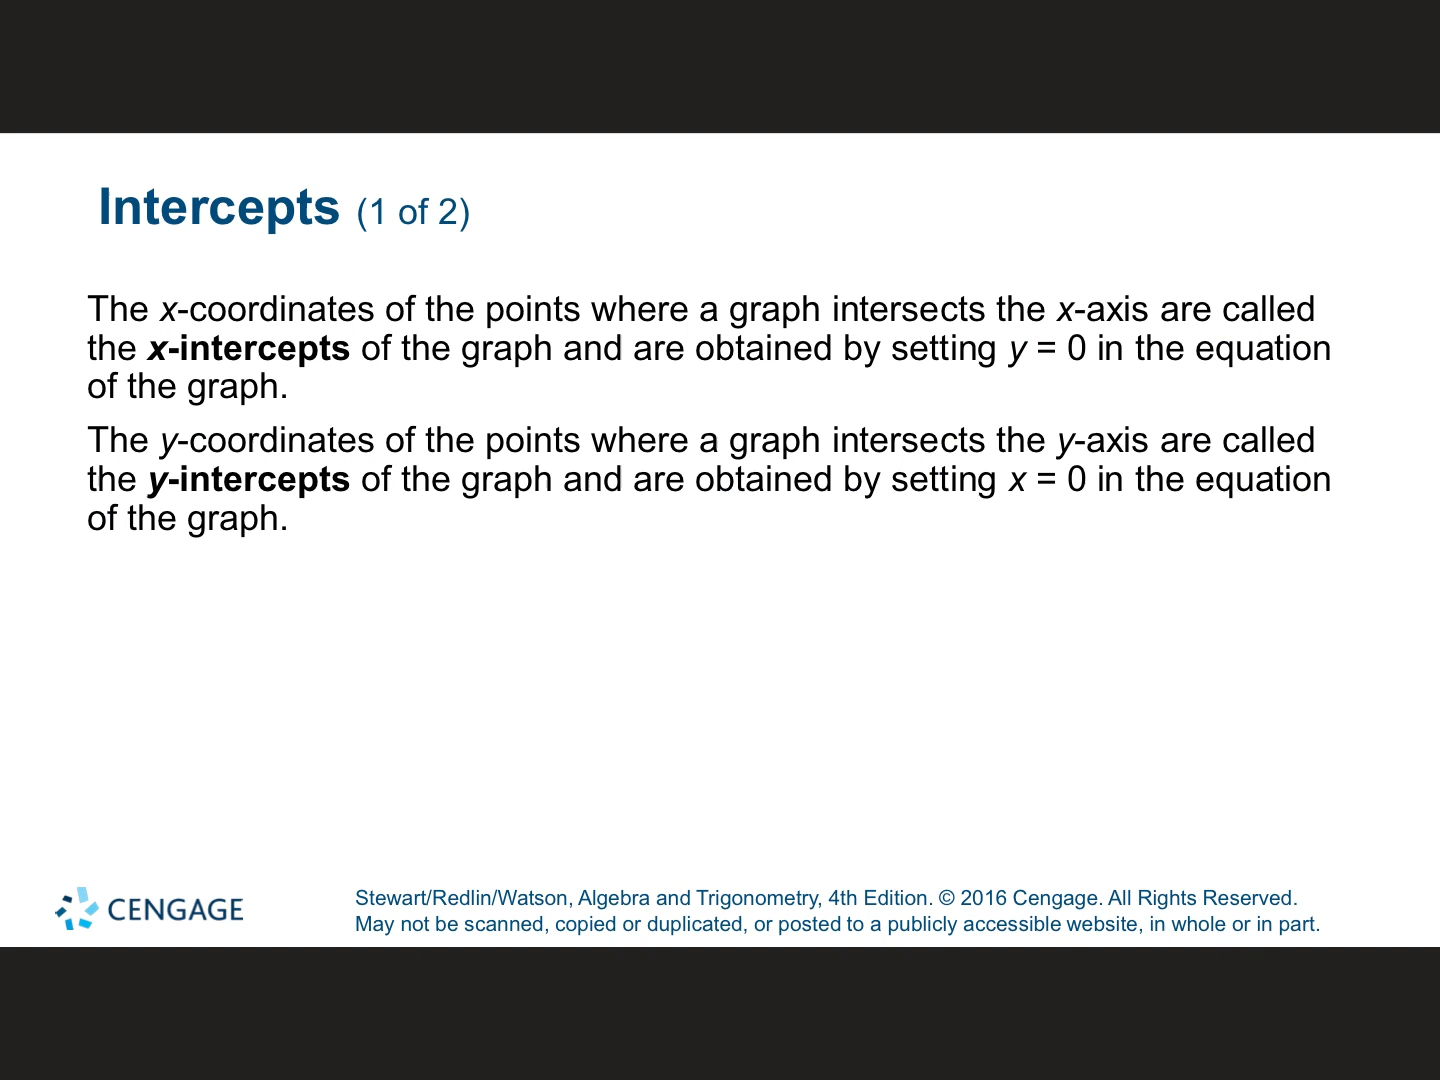 Intercepts (1 of 2)
The x-coordinates of the points where a graph intersects the x-axis are called
the x-intercepts of the graph and are obtained by setting y = 0 in the equation
of the graph.
The y-coordinates of the points where a graph intersects the y-axis are called
the y-intercepts of the graph and are obtained by setting x = 0 in the equation
of the graph.
CENGAGE
Stewart/Redlin/Watson, Algebra and Trigonometry, 4th Edition. © 2016 Cengage. All Rights Reserved.
May not be scanned, copied or duplicated, or posted to a publicly accessible website, in whole or in part.